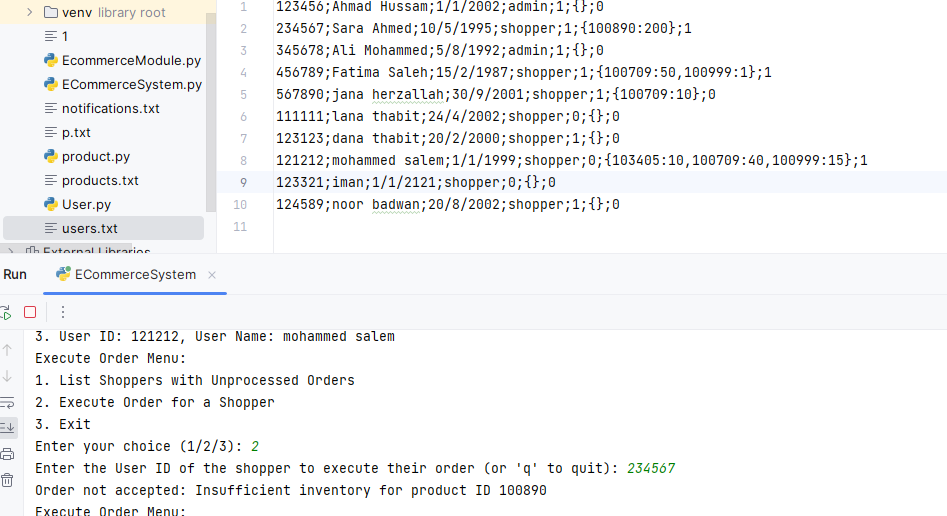 venv library root
1
EcommerceModule.py
ECommerceSystem.py
notifications.txt
p.txt
product.py
products.txt
User.py
users.txt
External Libraries
1 123456;Ahmad Hussam;1/1/2002;admin;1;{};0
2 234567;Sara Ahmed;10/5/1995;shopper;1;{100890:200};1
3 345678;Ali Mohammed;5/8/1992;admin;1;{};0
4 456789;Fatima Saleh;15/2/1987;shopper;1;{100709:50,100999:1};1
5 567890;jana herzallah;30/9/2001;shopper;1;{100709:10};0
6 111111;lana thabit;24/4/2002;shopper;0;{};0
7 123123;dana thabit;20/2/2000;shopper;1;{};0
8 121212;mohammed salem;1/1/1999;shopper;0;{103405:10,100709:40,100999:15};1
9 123321;iman;1/1/2121;shopper;0;{};0
10 124589;noor badwan;20/8/2002;shopper;1;{};0
11
Run ECommerceSystem
3. User ID: 121212, User Name: mohammed salem
Execute Order Menu:
1. List Shoppers with Unprocessed Orders
2. Execute Order for a Shopper
3. Exit
Enter your choice (1/2/3): 2
Enter the User ID of the shopper to execute their order (or 'q' to quit): 234567
Order not accepted: Insufficient inventory for product ID 100890
Execute Order Menu: